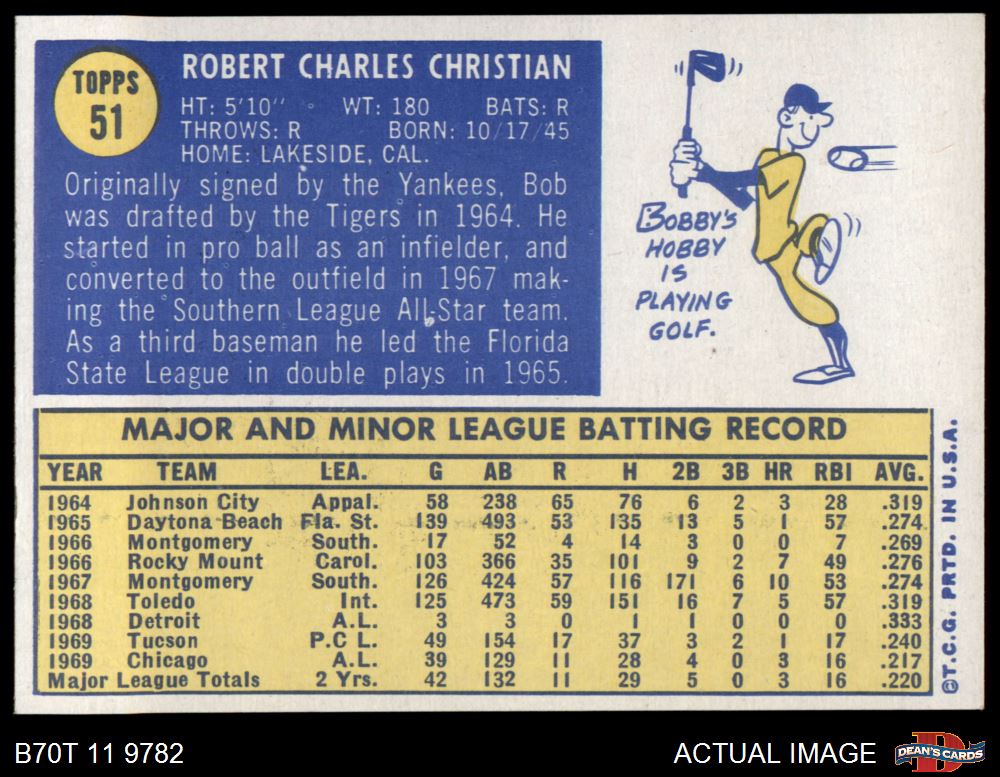 TOPPS
51
ROBERT CHARLES CHRISTIAN
HT: 5'10" WT: 180 BATS: R
THROWS: R BORN: 10/17/45
HOME: LAKESIDE, CAL.
Originally signed by the Yankees, Bob
was drafted by the Tigers in 1964. He
started in pro ball as an infielder, and
converted to the outfield in 1967 mak-
ing the Southern League All-Star team.
As a third baseman he led the Florida
State League in double plays in 1965.
BOBBY'S
HOBBY
IS
PLAYING
GOLF.
MAJOR AND MINOR LEAGUE BATTING RECORD
YEAR TEAM LEA. G AB R H 2B 3B HR RBI AVG.
1964 Johnson City Appal. 58 238 65 76 6 2 3 28 .319
1965 Daytona Beach Fla. St. 139 493 53 135 13 5 1 57 .274
1966 Montgomery South. 17 52 4 14 3 0 0 7 .269
1966 Rocky Mount Carol. 103 366 35 101 9 2 7 49 .276
1967 Montgomery South. 126 424 57 116 171 6 10 53 .274
1968 Toledo Int. 125 473 59 151 16 7 5 57 .319
1968 Detroit A.L. 3 3 0 1 1 0 0 0 .333
1969 Tucson P.C L. 49 154 17 37 3 2 1 17 .240
1969 Chicago A.L. 39 129 11 28 4 0 3 16 .217
Major League Totals 2 Yrs. 42 132 11 29 5 0 3 16 .220
©T.C.G. PRTD. IN U.S.A.
B70T 11 9782
ACTUAL IMAGE
DEAN'S CARDS